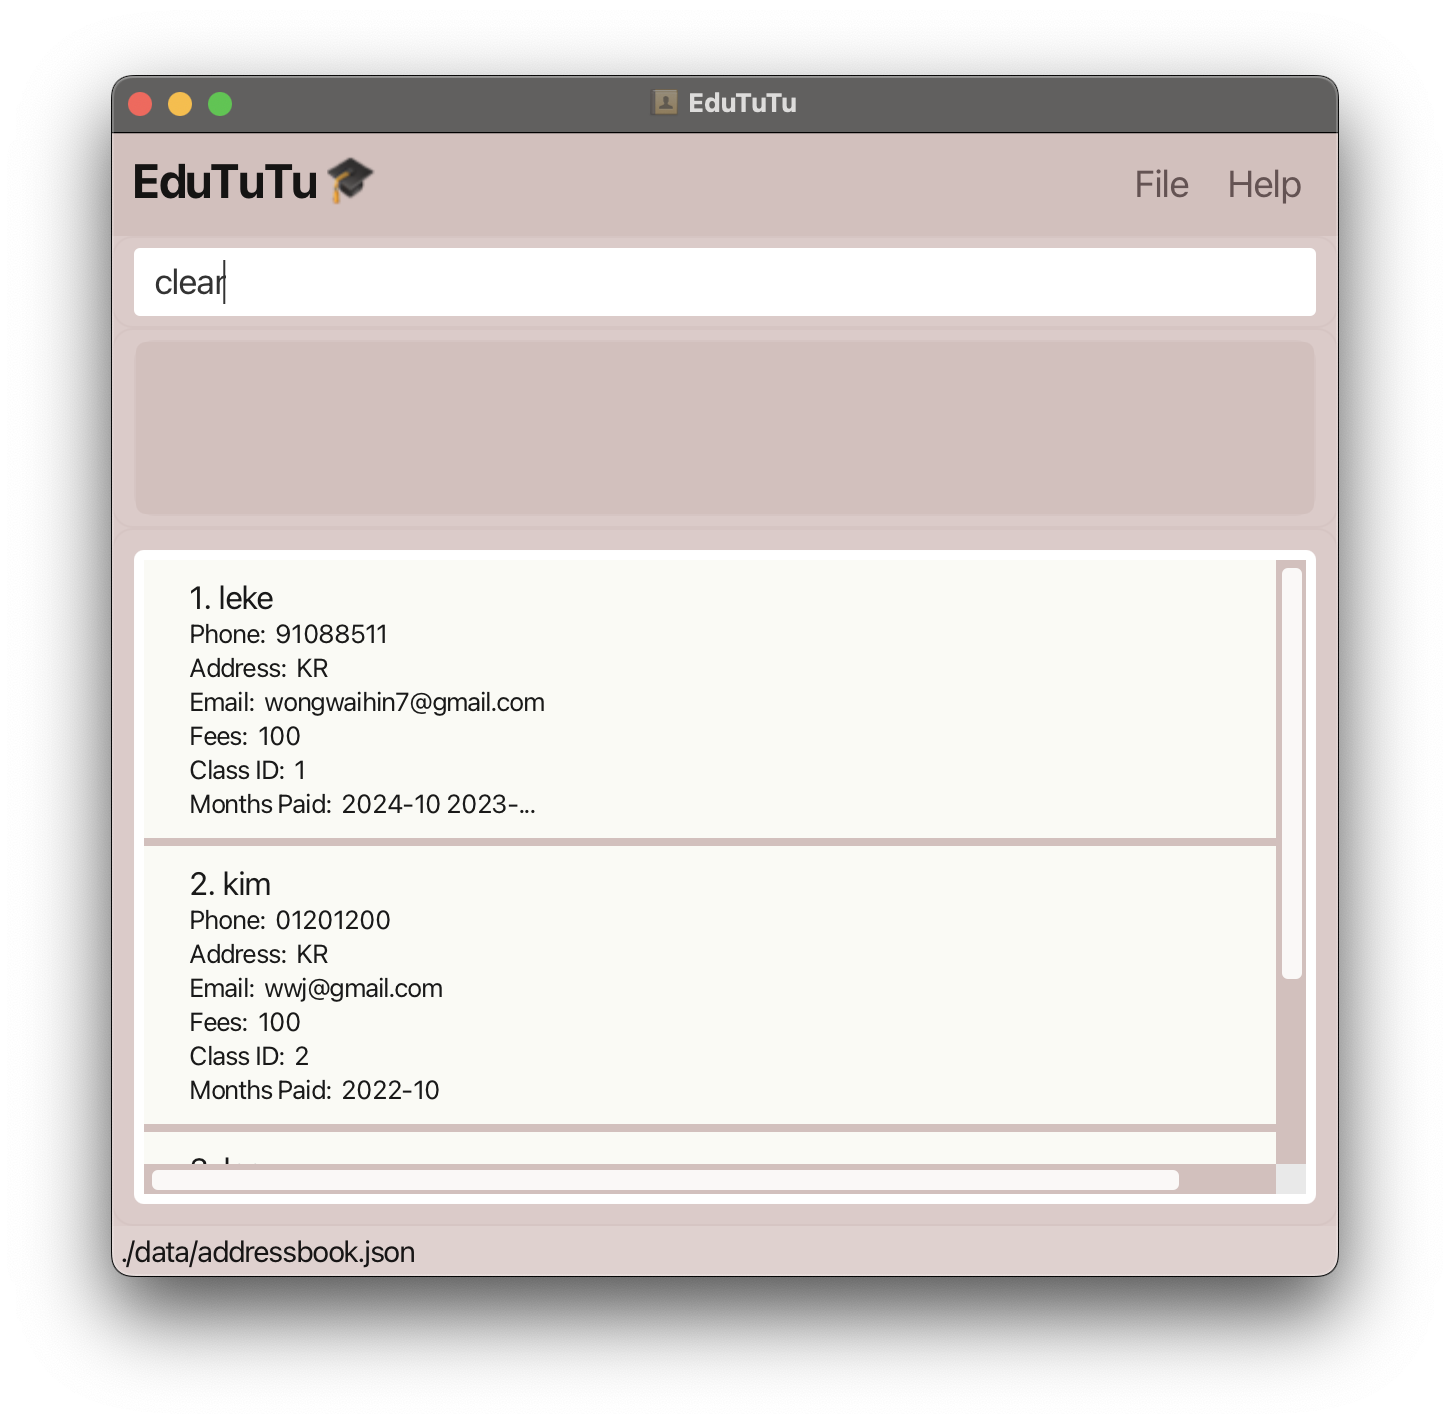 EduTuTu
EduTuTu
File Help
clear
1. leke
Phone: 91088511
Address: KR
Email: wongwaihin7@gmail.com
Fees: 100
Class ID: 1
Months Paid: 2024-10 2023-...
2. kim
Phone: 01201200
Address: KR
Email: wwj@gmail.com
Fees: 100
Class ID: 2
Months Paid: 2022-10
./data/addressbook.json